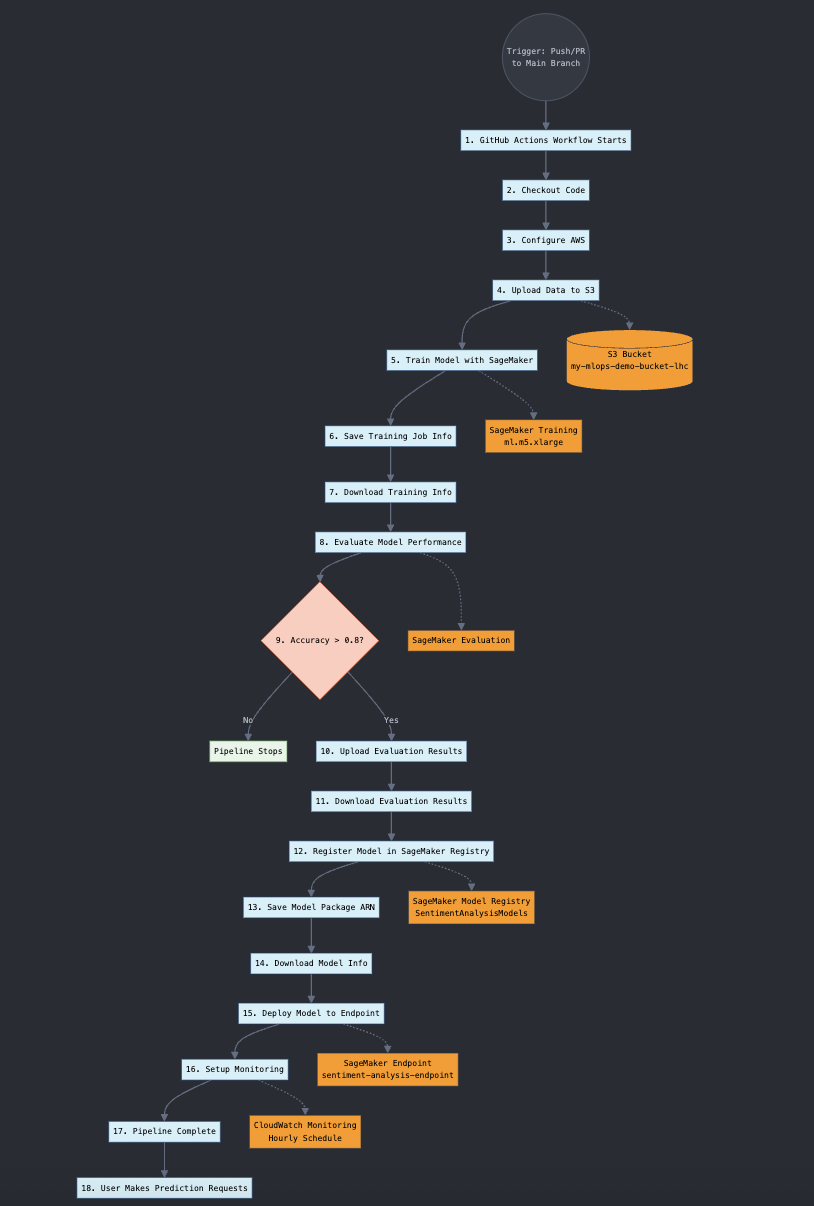 Trigger: Push/PR
to Main Branch
1. GitHub Actions Workflow Starts
2. Checkout Code
3. Configure AWS
4. Upload Data to S3
S3 Bucket
my-mlops-demo-bucket-lhc
5. Train Model with SageMaker
SageMaker Training
ml.m5.xlarge
6. Save Training Job Info
7. Download Training Info
8. Evaluate Model Performance
9. Accuracy > 0.8?
SageMaker Evaluation
No
Yes
Pipeline Stops
10. Upload Evaluation Results
11. Download Evaluation Results
12. Register Model in SageMaker Registry
13. Save Model Package ARN
SageMaker Model Registry
SentimentAnalysisModels
14. Download Model Info
15. Deploy Model to Endpoint
16. Setup Monitoring
SageMaker Endpoint
sentiment-analysis-endpoint
17. Pipeline Complete
CloudWatch Monitoring
Hourly Schedule
18. User Makes Prediction Requests